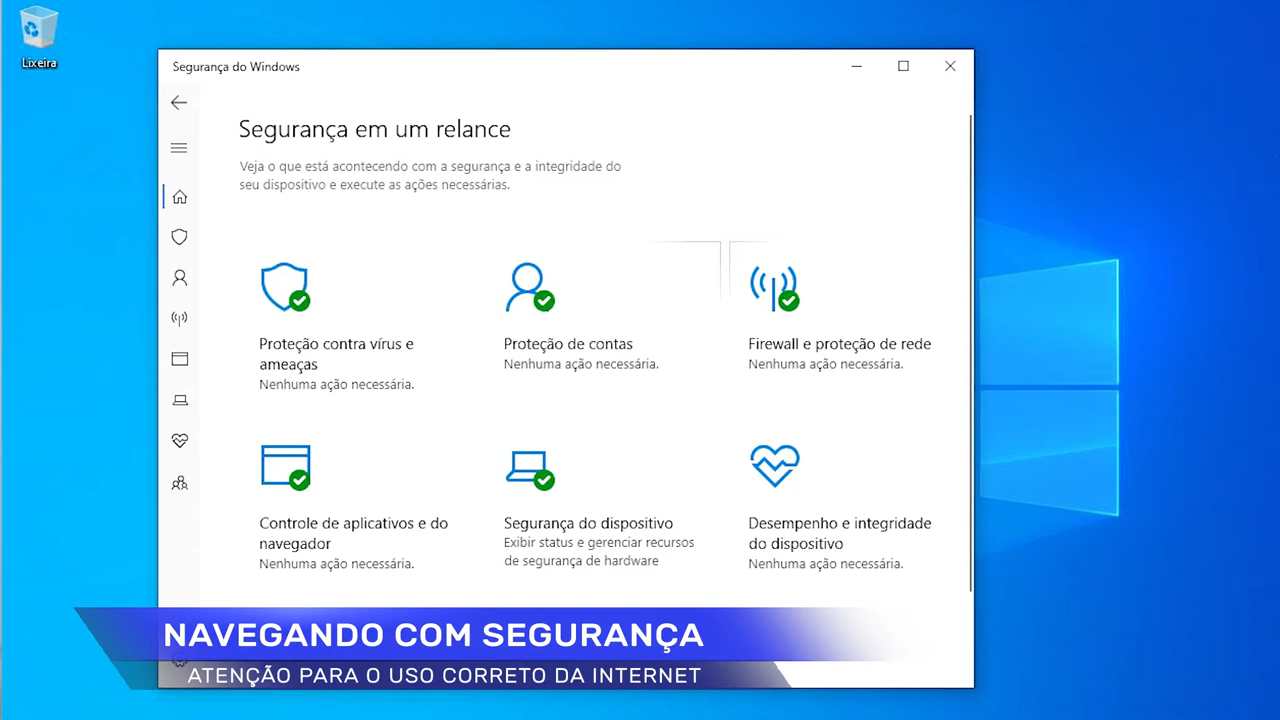 Lixeira
Segurança do Windows
Segurança em um relance
Veja o que está acontecendo com a segurança e a integridade do
seu dispositivo e execute as ações necessárias.
Proteção contra vírus e
ameaças
Nenhuma ação necessária.
Proteção de contas
Nenhuma ação necessária.
Firewall e proteção de rede
Nenhuma ação necessária.
Controle de aplicativos e do
navegador
Nenhuma ação necessária.
Segurança do dispositivo
Exibir status e gerenciar recursos
de segurança de hardware
Desempenho e integridade
do dispositivo
Nenhuma ação necessária.
NAVEGANDO COM SEGURANÇA
ATENÇÃO PARA O USO CORRETO DA INTERNET